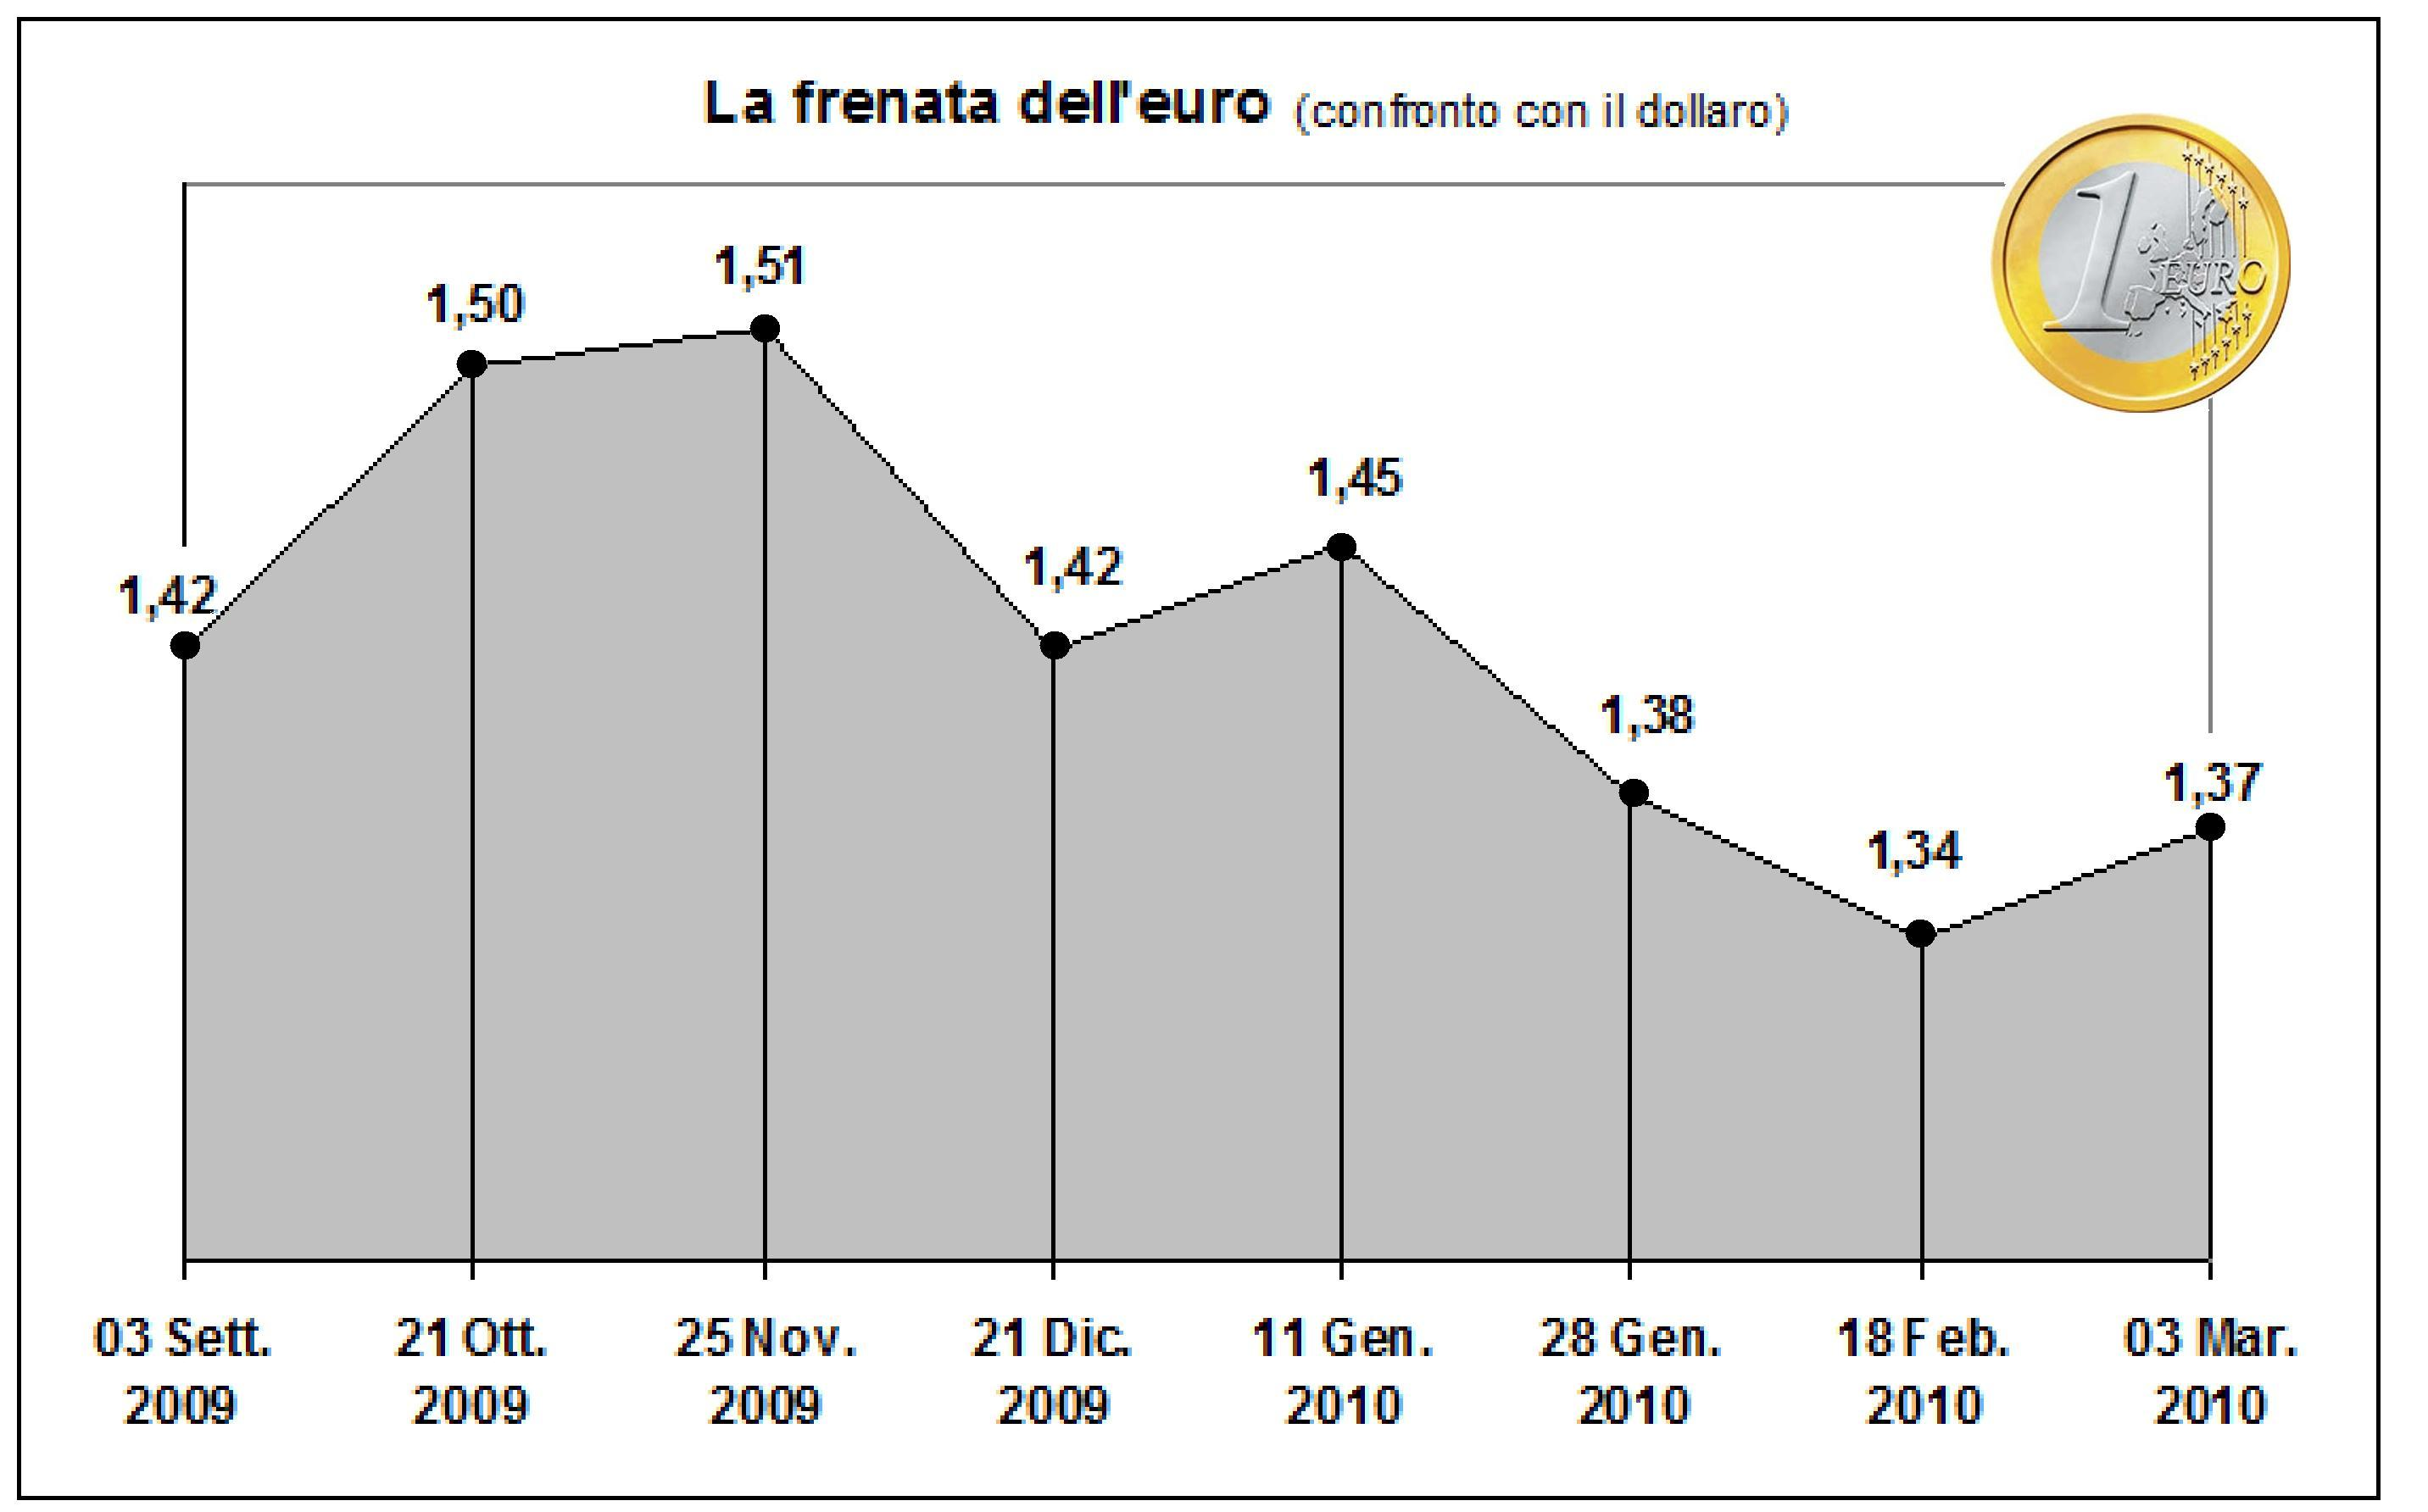 La frenata dell'euro (confronto con il dollaro)
1 EURO
1,51
1,50
1,45
1,42
1,42
1,38
1,37
1,34
03 Sett. 21 Ott. 25 Nov. 21 Dic. 11 Gen. 28 Gen. 18 Feb. 03 Mar.
2009 2009 2009 2009 2010 2010 2010 2010